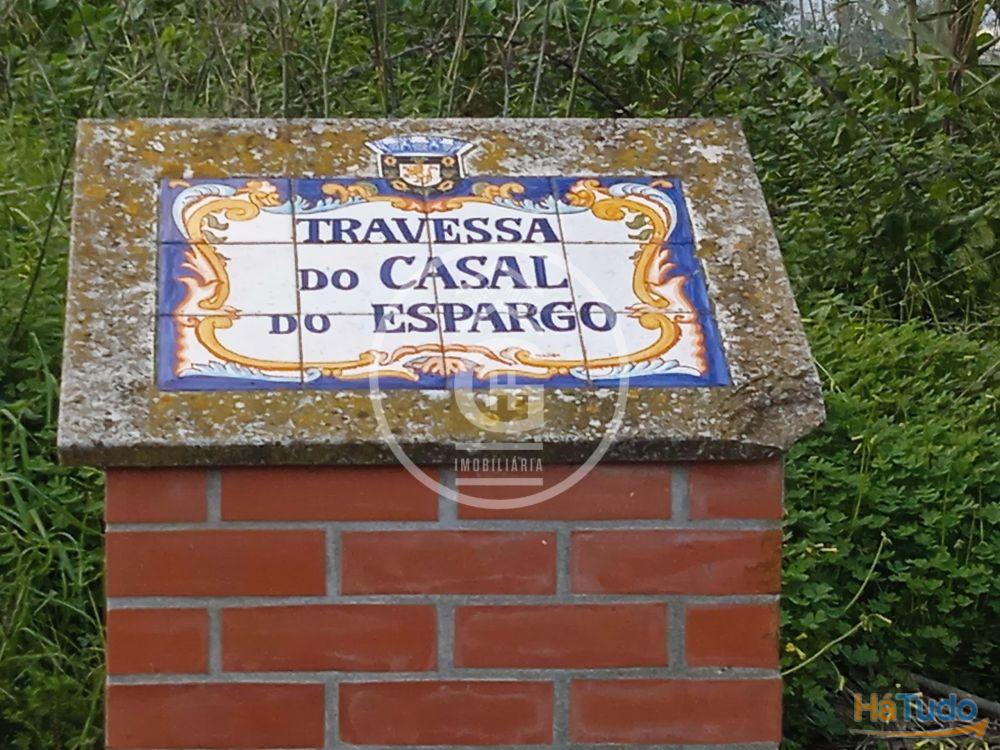 TRAVESSA
DO CASAL
DO ESPARGO
G
IMOBILIÁRIA
HáTudo